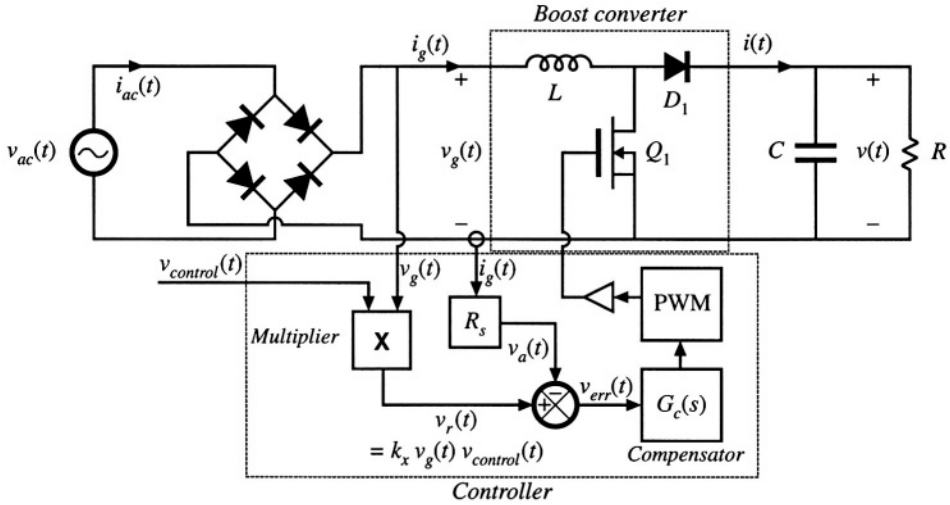 Boost converter
i_g(t)
i(t)
i_ac(t)
+
L
D_1
+
v_ac(t)
v_g(t)
Q_1
C
v(t)
R
−
−
v_control(t)
v_g(t)
i_g(t)
Multiplier
X
R_s
PWM
v_a(t)
−
+
v_err(t)
G_c(s)
v_r(t)
= k_x v_g(t) v_control(t)
Compensator
Controller